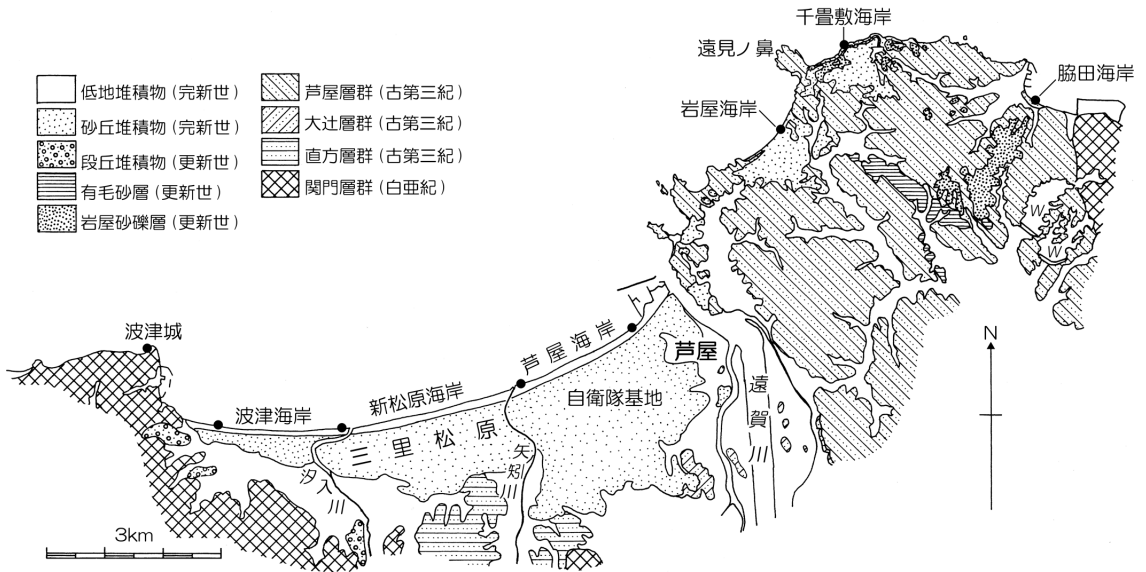 千畳敷海岸
遠見ノ鼻
脇田海岸
岩屋海岸
低地堆積物(完新世)
砂丘堆積物(完新世)
段丘堆積物(更新世)
有毛砂層(更新世)
岩屋砂礫層(更新世)
芦屋層群(古第三紀)
大辻層群(古第三紀)
直方層群(古第三紀)
関門層群(白亜紀)
W
W
波津城
芦屋海岸
芦屋
N
新松原海岸
自衛隊基地
遠賀川
波津海岸
三里松原
矢矧川
汐入川
3km